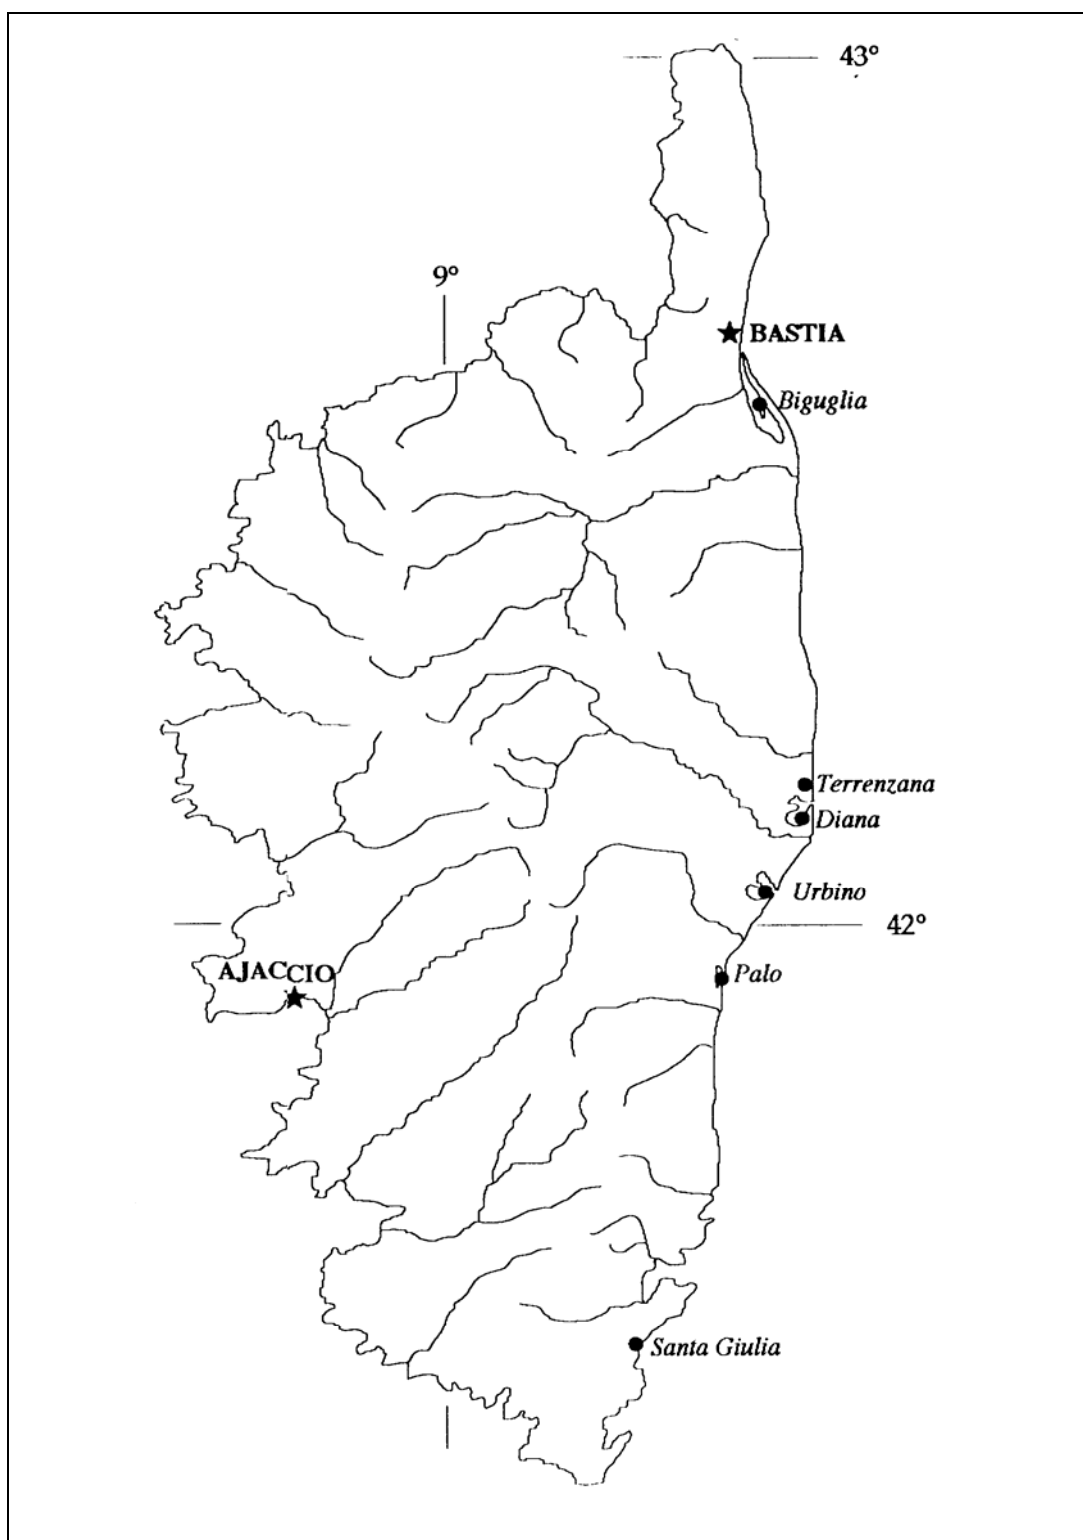 43°
9°
BASTIA
Biguglia
Terrenzana
Diana
Urbino
42°
AJACCIO
Palo
Santa Giulia